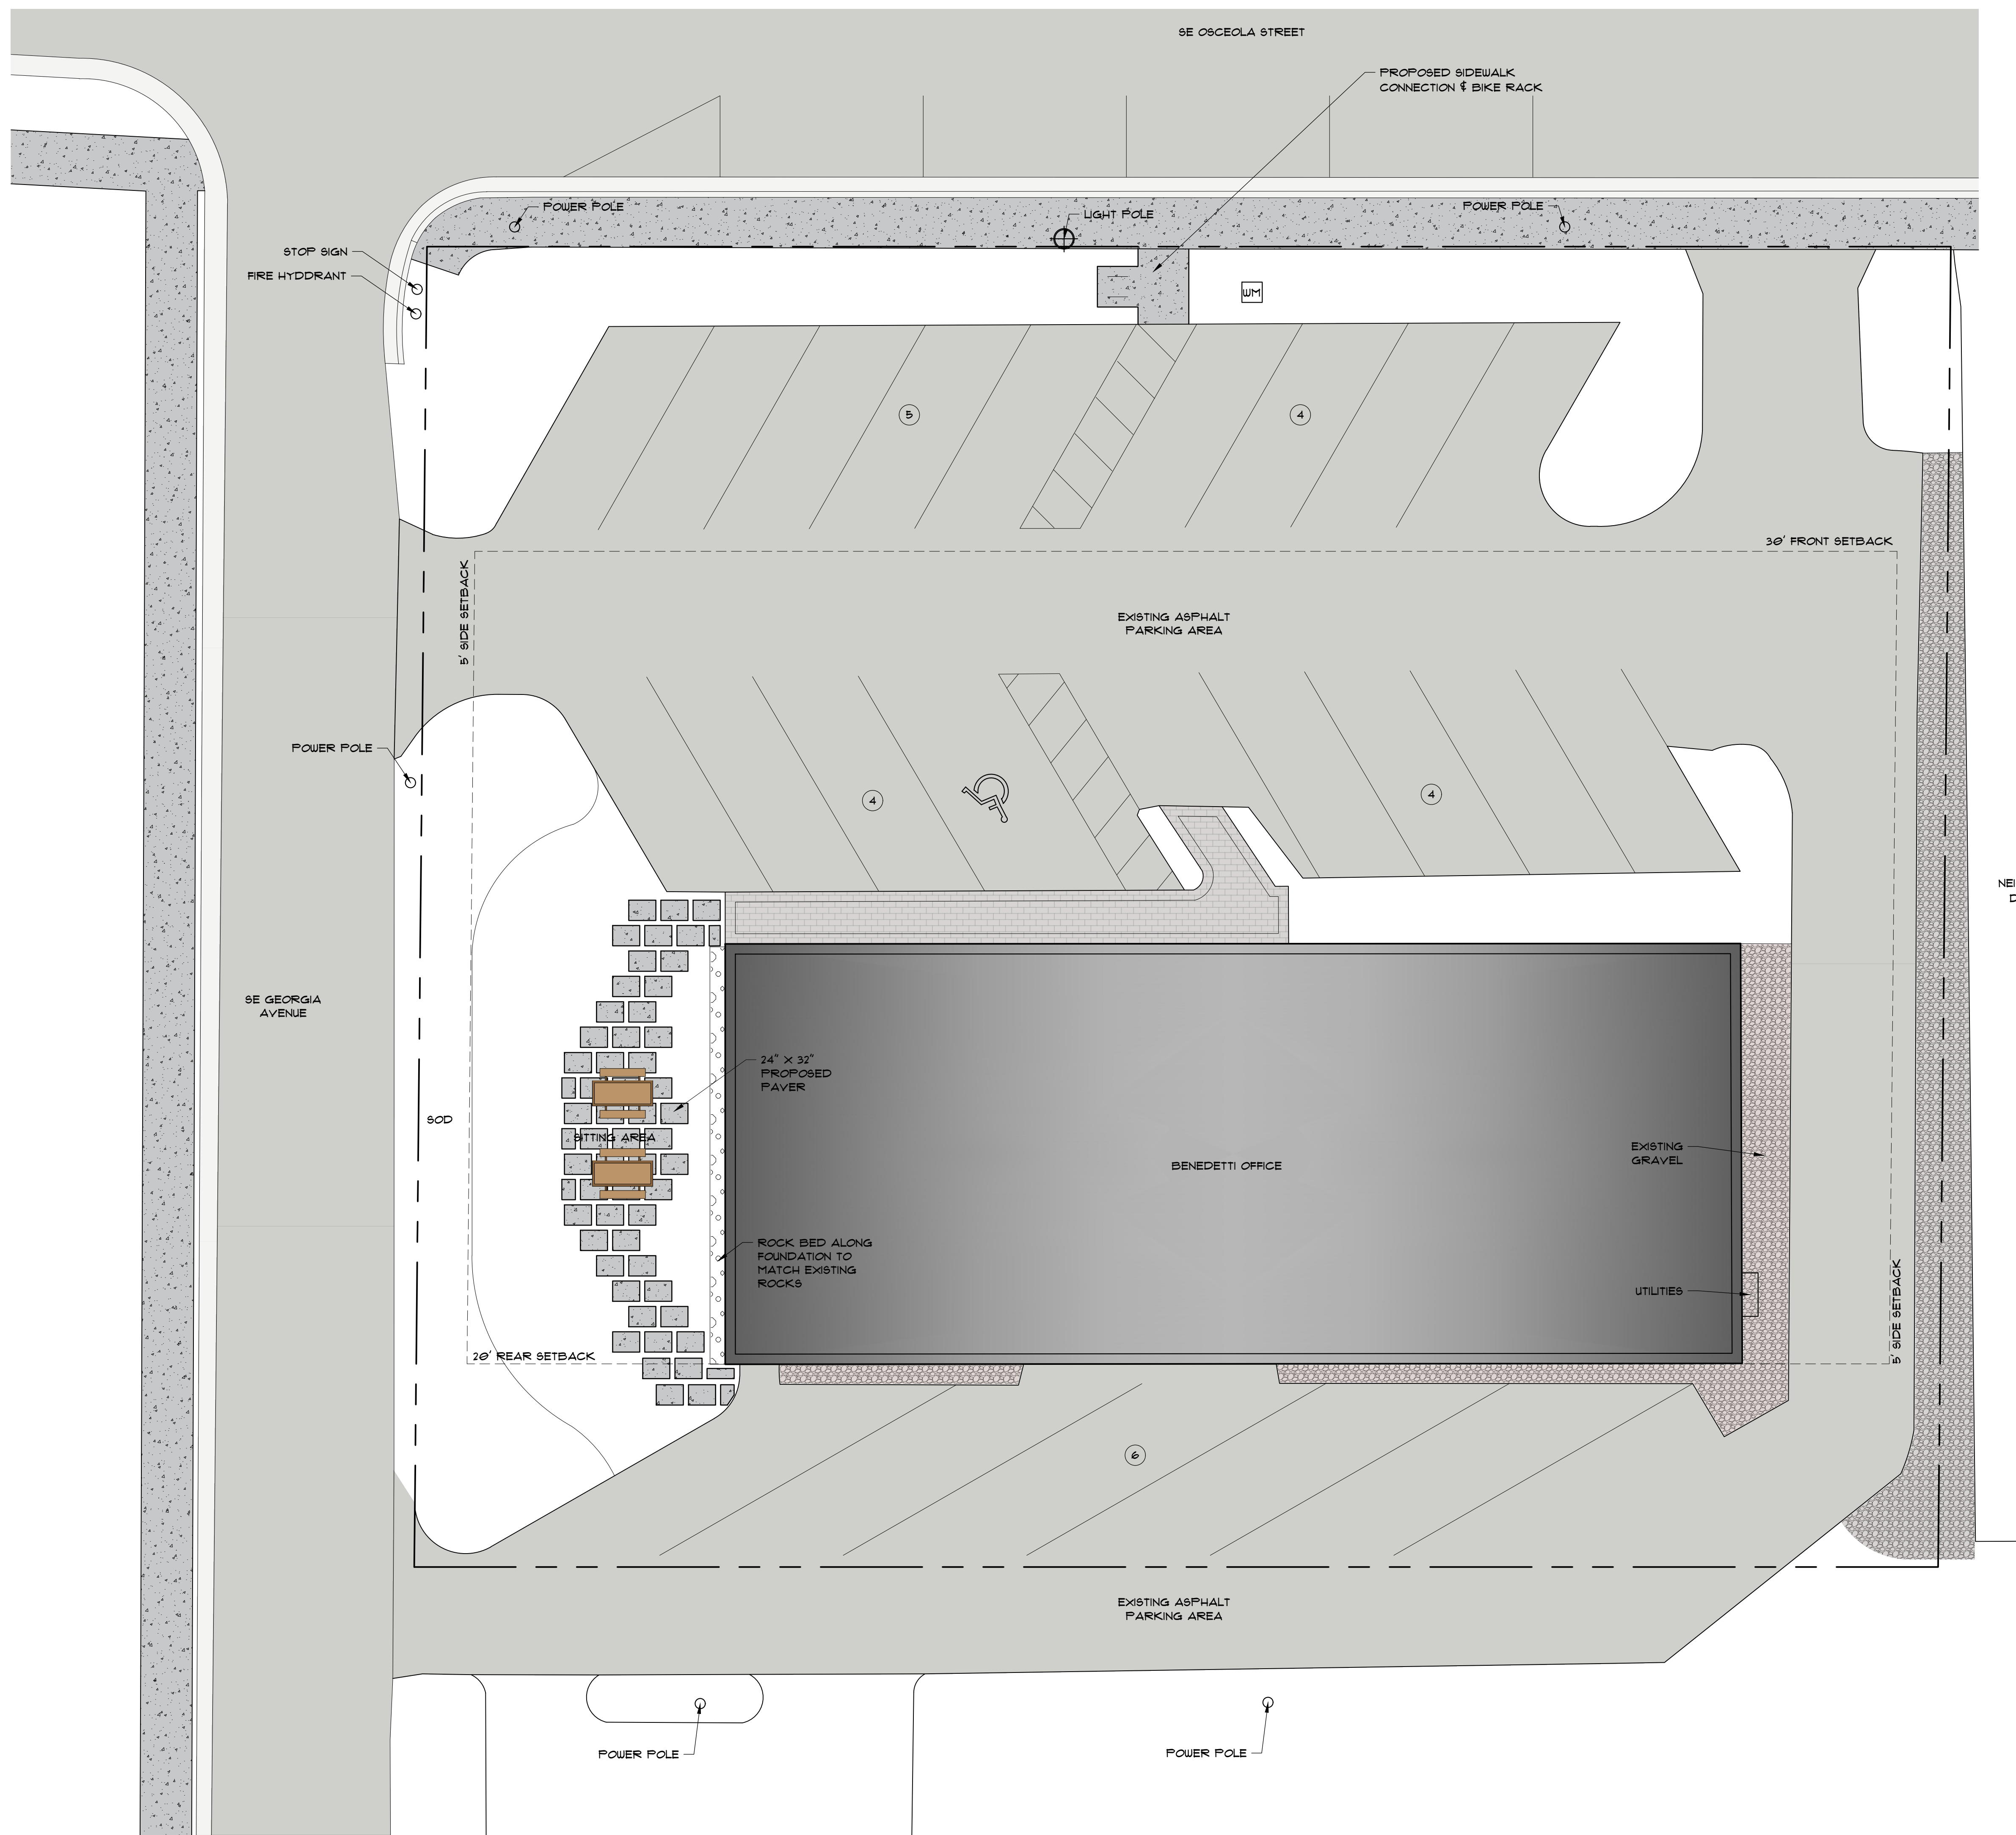 SE OSCEOLA STREET
PROPOSED SIDEWALK
CONNECTION & BIKE RACK
POWER POLE
LIGHT POLE
POWER POLE
STOP SIGN
FIRE HYDDRANT
WM
5
4
30' FRONT SETBACK
5' SIDE SETBACK
EXISTING ASPHALT
PARKING AREA
POWER POLE
4
4
SE GEORGIA
AVENUE
24" X 32"
PROPOSED
PAVER
SOD
SITTING AREA
BENEDETTI OFFICE
EXISTING
GRAVEL
ROCK BED ALONG
FOUNDATION TO
MATCH EXISTING
ROCKS
UTILITIES
5' SIDE SETBACK
20' REAR SETBACK
6
EXISTING ASPHALT
PARKING AREA
POWER POLE
POWER POLE